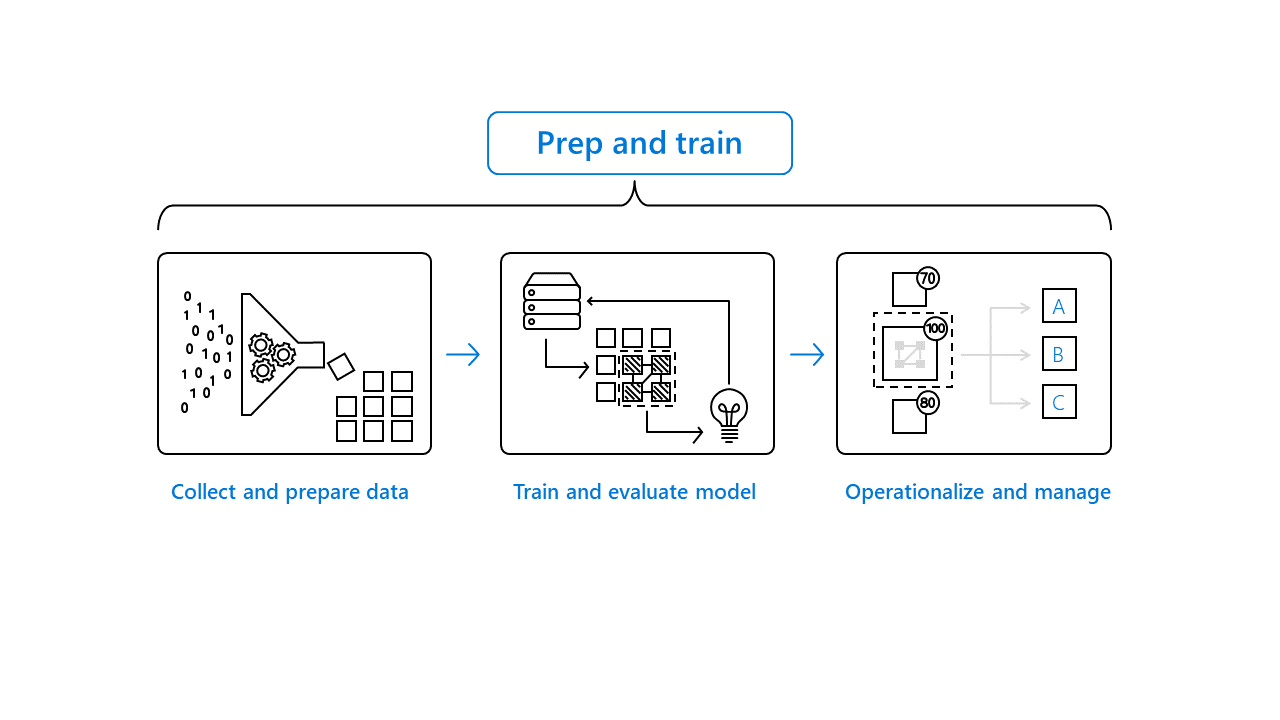 Prep and train
0
1 1
1 1
0 0 0
0 1 0 1
1 0 1 0
1 0
0
70
100
80
A
B
C
Collect and prepare data
Train and evaluate model
Operationalize and manage